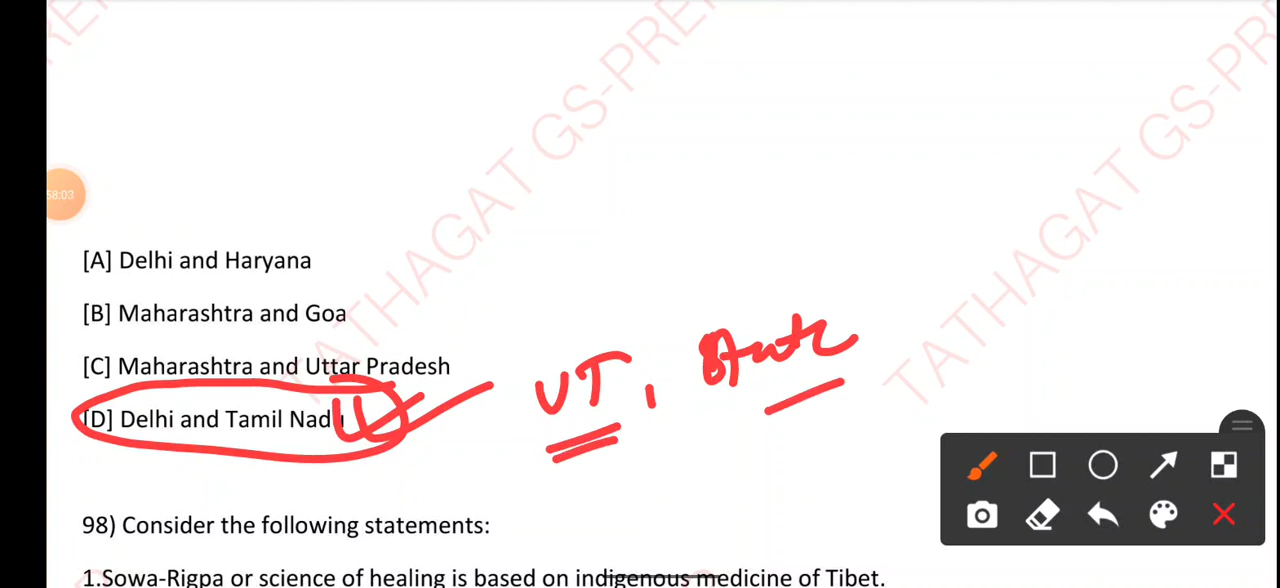 TATHAGAT GS-PRE
TATHAGAT GS-PR
58:03
[A] Delhi and Haryana
[B] Maharashtra and Goa
[C] Maharashtra and Uttar Pradesh
[D] Delhi and Tamil Nadu
UT, State
98) Consider the following statements:
1.Sowa-Rigpa or science of healing is based on indigenous medicine of Tibet.